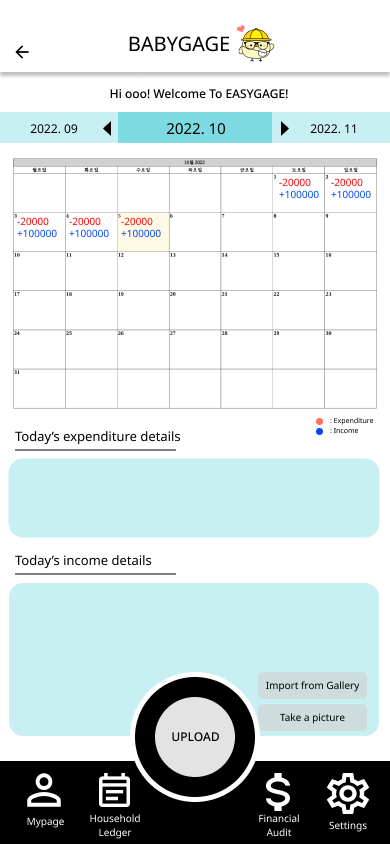 BABYGAGE
Hi ooo! Welcome To EASYGAGE!
2022. 09
2022. 10
2022. 11
10월 2022
월요일 화요일 수요일 목요일 금요일 토요일 일요일
1 2
-20000 -20000
+100000 +100000
3 4 5 6 7 8 9
-20000 -20000 -20000
+100000 +100000 +100000
10 11 12 13 14 15 16
17 18 19 20 21 22 23
24 25 26 27 28 29 30
31
: Expenditure
: Income
Today's expenditure details
Today's income details
Import from Gallery
Take a picture
UPLOAD
Mypage
Household
Ledger
Financial
Audit
Settings